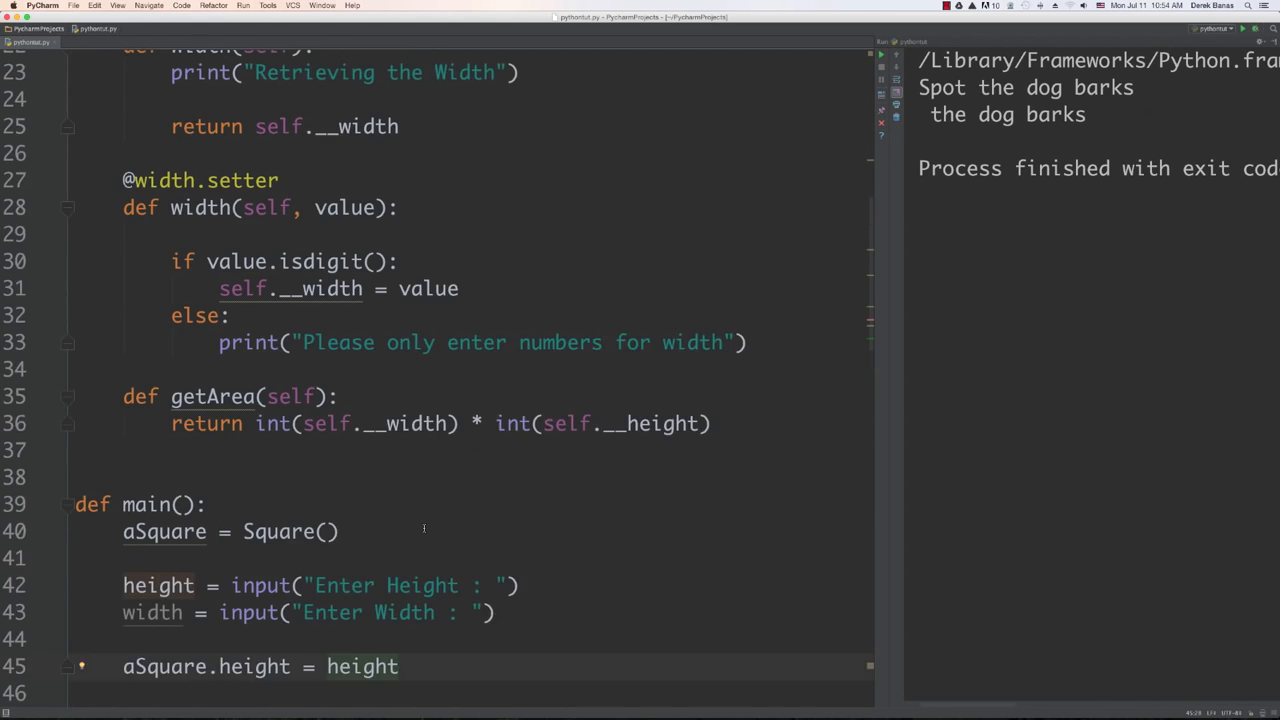 PyCharm File Edit View Navigate Code Refactor Run Tools VCS Window Help Mon Jul 11 10:54 AM Derek Banas
pythontut.py - PycharmProjects - [~/PycharmProjects]
PycharmProjects pythontut.py pythontut
pythontut.py Run: pythontut
22 def width(self):
23 print("Retrieving the Width")
24
25 return self.__width
26
27 @width.setter
28 def width(self, value):
29
30 if value.isdigit():
31 self.__width = value
32 else:
33 print("Please only enter numbers for width")
34
35 def getArea(self):
36 return int(self.__width) * int(self.__height)
37
38
39 def main():
40 aSquare = Square()
41
42 height = input("Enter Height : ")
43 width = input("Enter Width : ")
44
45 aSquare.height = height
46
/Library/Frameworks/Python.fra
Spot the dog barks
the dog barks
Process finished with exit cod